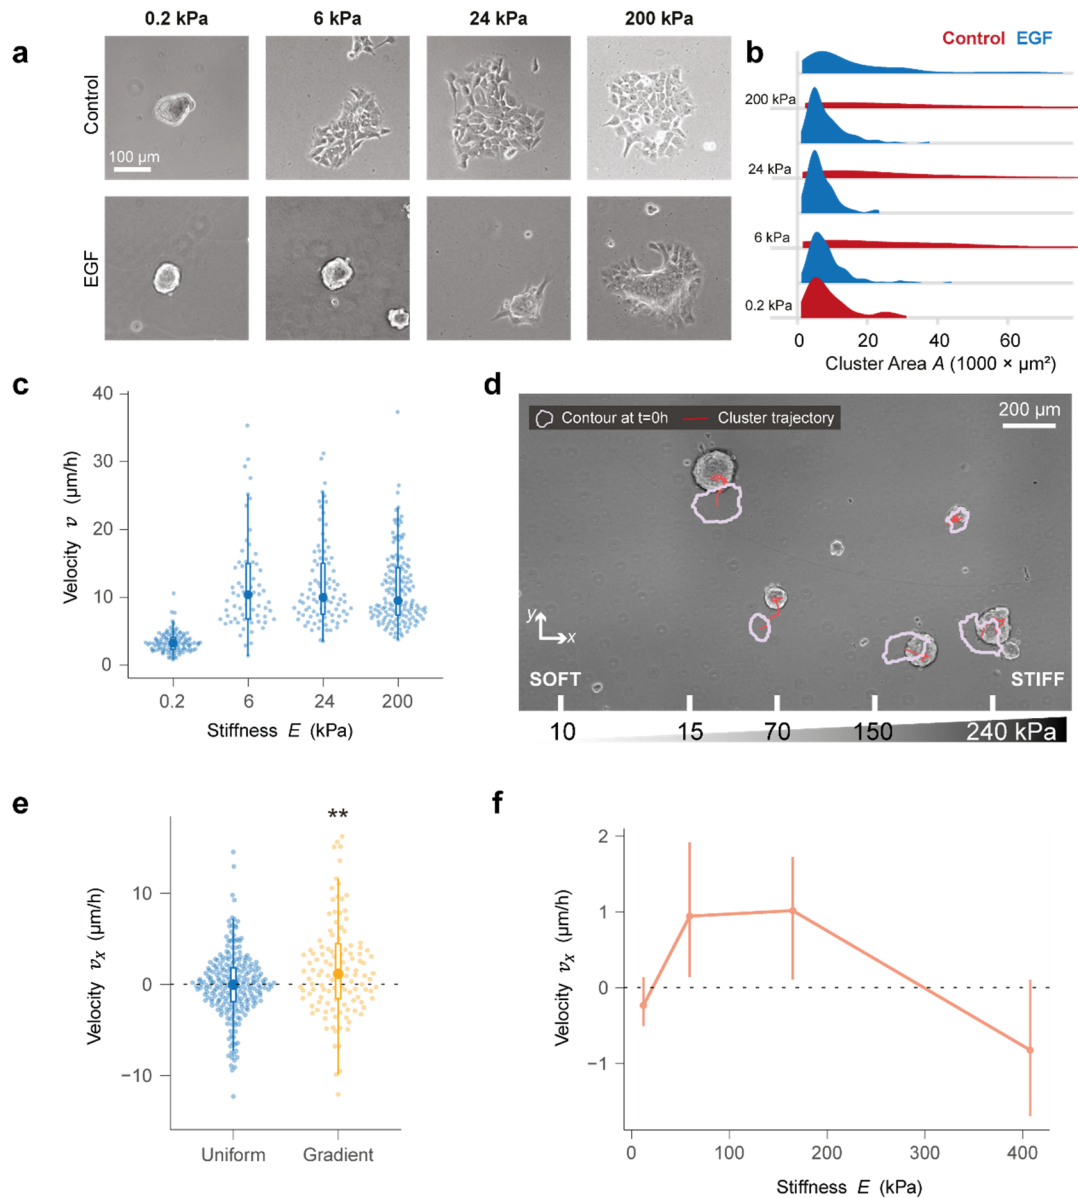 0.2 kPa 6 kPa 24 kPa 200 kPa
a
Control
100 µm
EGF
b
Control EGF
200 kPa
24 kPa
6 kPa
0.2 kPa
0 20 40 60
Cluster Area A (1000 × µm²)
c
40
30
20
10
0
Velocity v (µm/h)
0.2 6 24 200
Stiffness E (kPa)
d
Contour at t=0h Cluster trajectory
200 µm
y
x
SOFT STIFF
10 15 70 150 240 kPa
e
**
10
0
−10
Velocity vx (µm/h)
Uniform Gradient
f
2
1
0
−1
Velocity vx (µm/h)
0 100 200 300 400
Stiffness E (kPa)